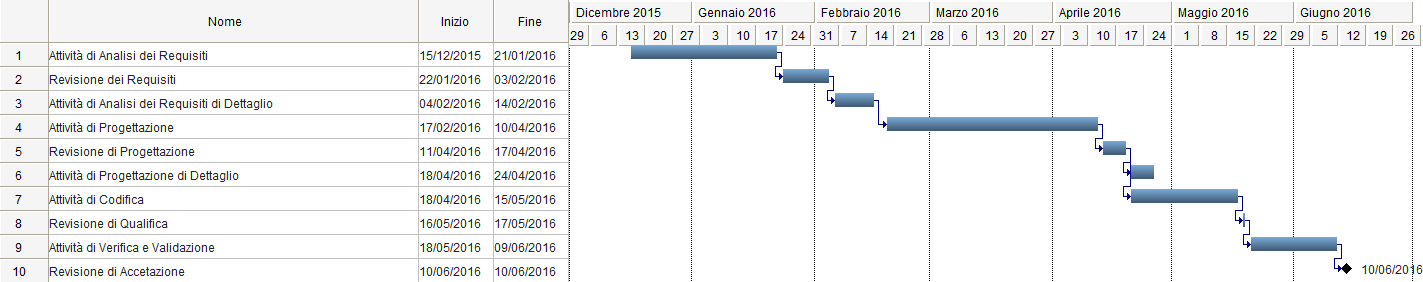 Nome Inizio Fine Dicembre 2015 Gennaio 2016 Febbraio 2016 Marzo 2016 Aprile 2016 Maggio 2016 Giugno 2016
29 6 13 20 27 3 10 17 24 31 7 14 21 28 6 13 20 27 3 10 17 24 1 8 15 22 29 5 12 19 26
1 Attività di Analisi dei Requisiti 15/12/2015 21/01/2016
2 Revisione dei Requisiti 22/01/2016 03/02/2016
3 Attività di Analisi dei Requisiti di Dettaglio 04/02/2016 14/02/2016
4 Attività di Progettazione 17/02/2016 10/04/2016
5 Revisione di Progettazione 11/04/2016 17/04/2016
6 Attività di Progettazione di Dettaglio 18/04/2016 24/04/2016
7 Attività di Codifica 18/04/2016 15/05/2016
8 Revisione di Qualifica 16/05/2016 17/05/2016
9 Attività di Verifica e Validazione 18/05/2016 09/06/2016
10 Revisione di Accetazione 10/06/2016 10/06/2016 10/06/2016